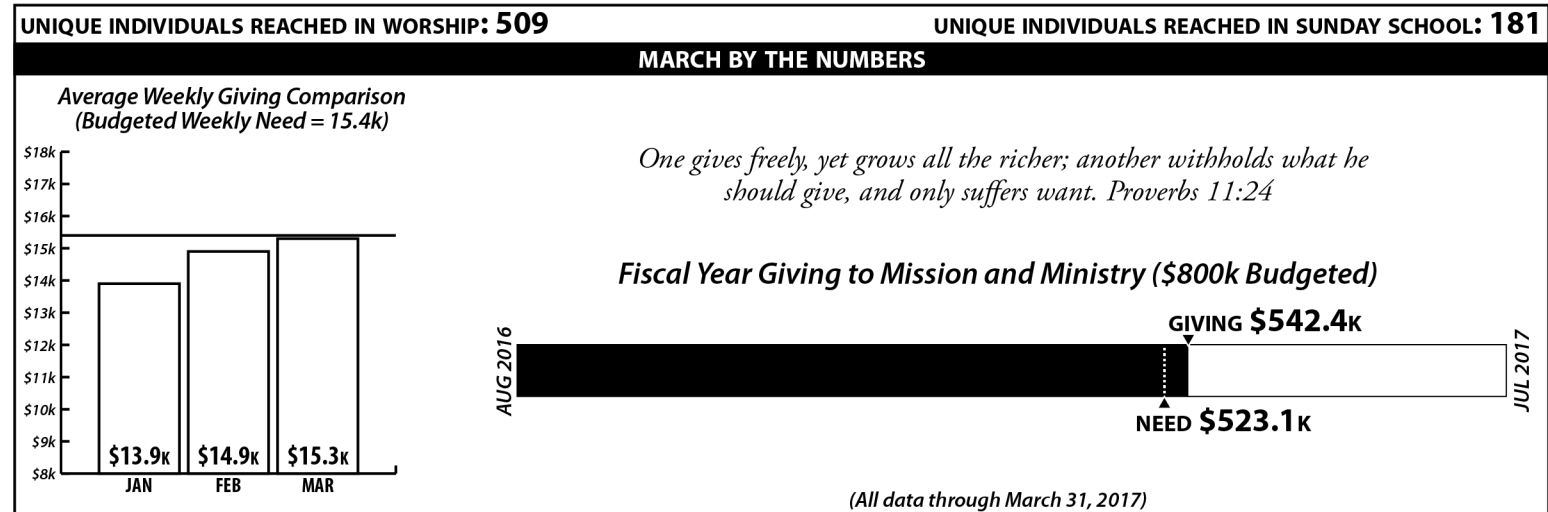 UNIQUE INDIVIDUALS REACHED IN WORSHIP: 509
UNIQUE INDIVIDUALS REACHED IN SUNDAY SCHOOL: 181
MARCH BY THE NUMBERS
Average Weekly Giving Comparison
(Budgeted Weekly Need = 15.4k)
$18k
$17k
$16k
$15k
$14k
$13k
$12k
$11k
$10k
$9k
$8k
$13.9K
$14.9K
$15.3K
JAN
FEB
MAR
One gives freely, yet grows all the richer; another withholds what he
should give, and only suffers want. Proverbs 11:24
Fiscal Year Giving to Mission and Ministry ($800k Budgeted)
GIVING $542.4K
AUG 2016
JUL 2017
NEED $523.1K
(All data through March 31, 2017)